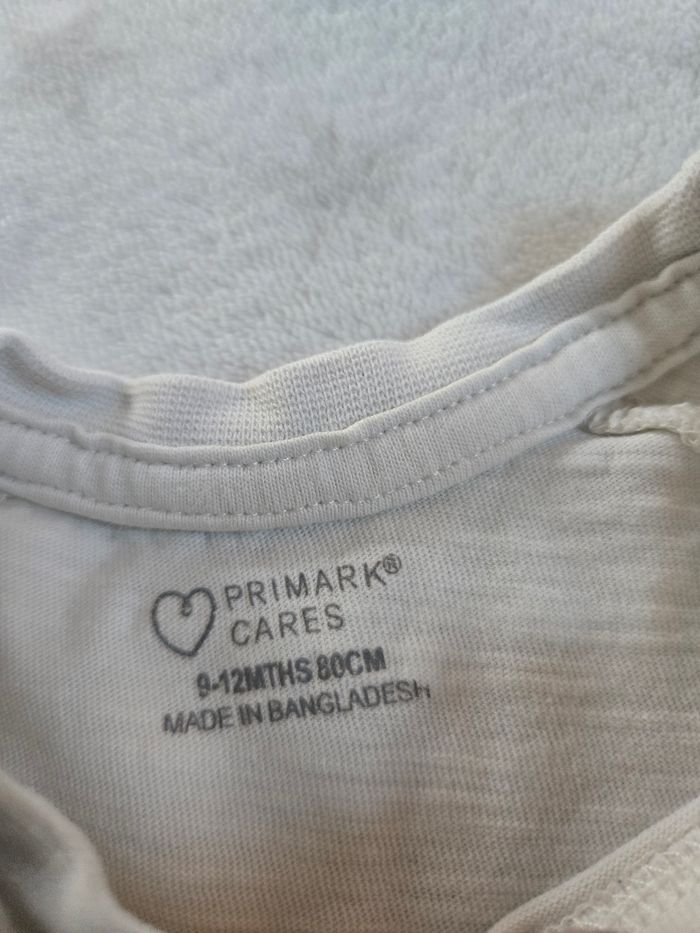 PRIMARK®
CARES
9-12MTHS 80CM
MADE IN BANGLADESH